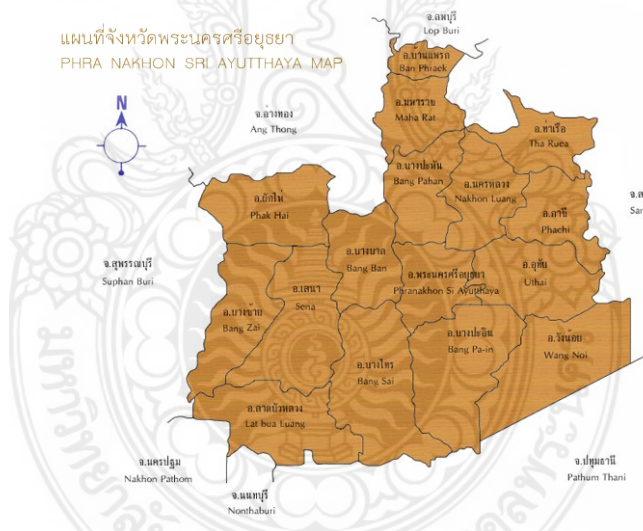 แผนที่จังหวัดพระนครศรีอยุธยา
PHRA NAKHON SRI AYUTTHAYA MAP
จ.ลพบุรี
Lop Buri
อ.บ้านแพรก
Ban Phraek
N
จ.อ่างทอง
Ang Thong
อ.มหาราช
Maha Rat
อ.ท่าเรือ
Tha Ruea
อ.บางปะหัน
Bang Pahan
อ.นครหลวง
Nakhon Luang
อ.ผักไห่
Phak Hai
อ.ภาชี
Phachi
จ.สุพรรณบุรี
Suphan Buri
อ.บางบาล
Bang Ban
อ.เสนา
Sena
อ.พระนครศรีอยุธยา
Phranakhon Si Ayutthaya
อ.อุทัย
Uthai
อ.บางซ้าย
Bang Zai
อ.บางไทร
Bang Sai
อ.บางปะอิน
Bang Pa-in
อ.วังน้อย
Wang Noi
อ.ลาดบัวหลวง
Lat bua Luang
จ.นครปฐม
Nakhon Pathom
จ.นนทบุรี
Nonthaburi
จ.ปทุมธานี
Pathum Thani